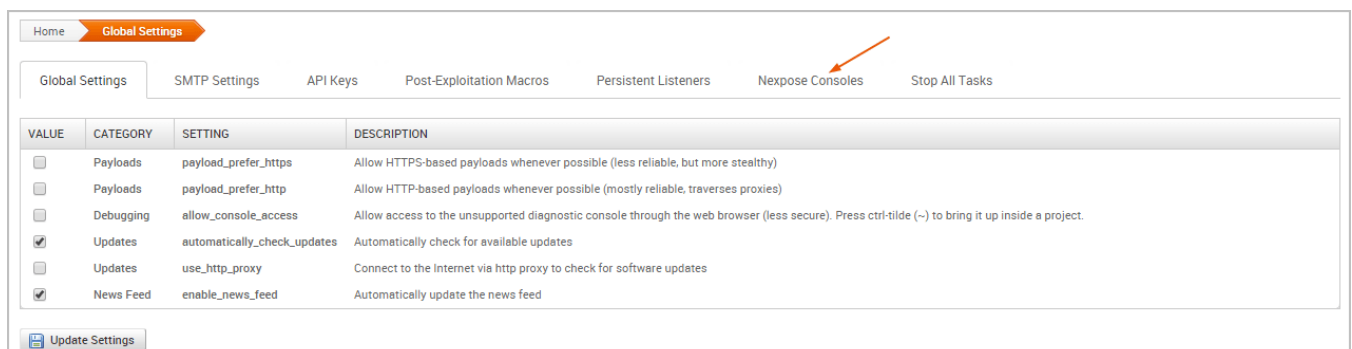 Home Global Settings
Global Settings SMTP Settings API Keys Post-Exploitation Macros Persistent Listeners Nexpose Consoles Stop All Tasks
VALUE CATEGORY SETTING DESCRIPTION
Payloads payload_prefer_https Allow HTTPS-based payloads whenever possible (less reliable, but more stealthy)
Payloads payload_prefer_http Allow HTTP-based payloads whenever possible (mostly reliable, traverses proxies)
Debugging allow_console_access Allow access to the unsupported diagnostic console through the web browser (less secure). Press ctrl-tilde (~) to bring it up inside a project.
Updates automatically_check_updates Automatically check for available updates
Updates use_http_proxy Connect to the Internet via http proxy to check for software updates
News Feed enable_news_feed Automatically update the news feed
Update Settings